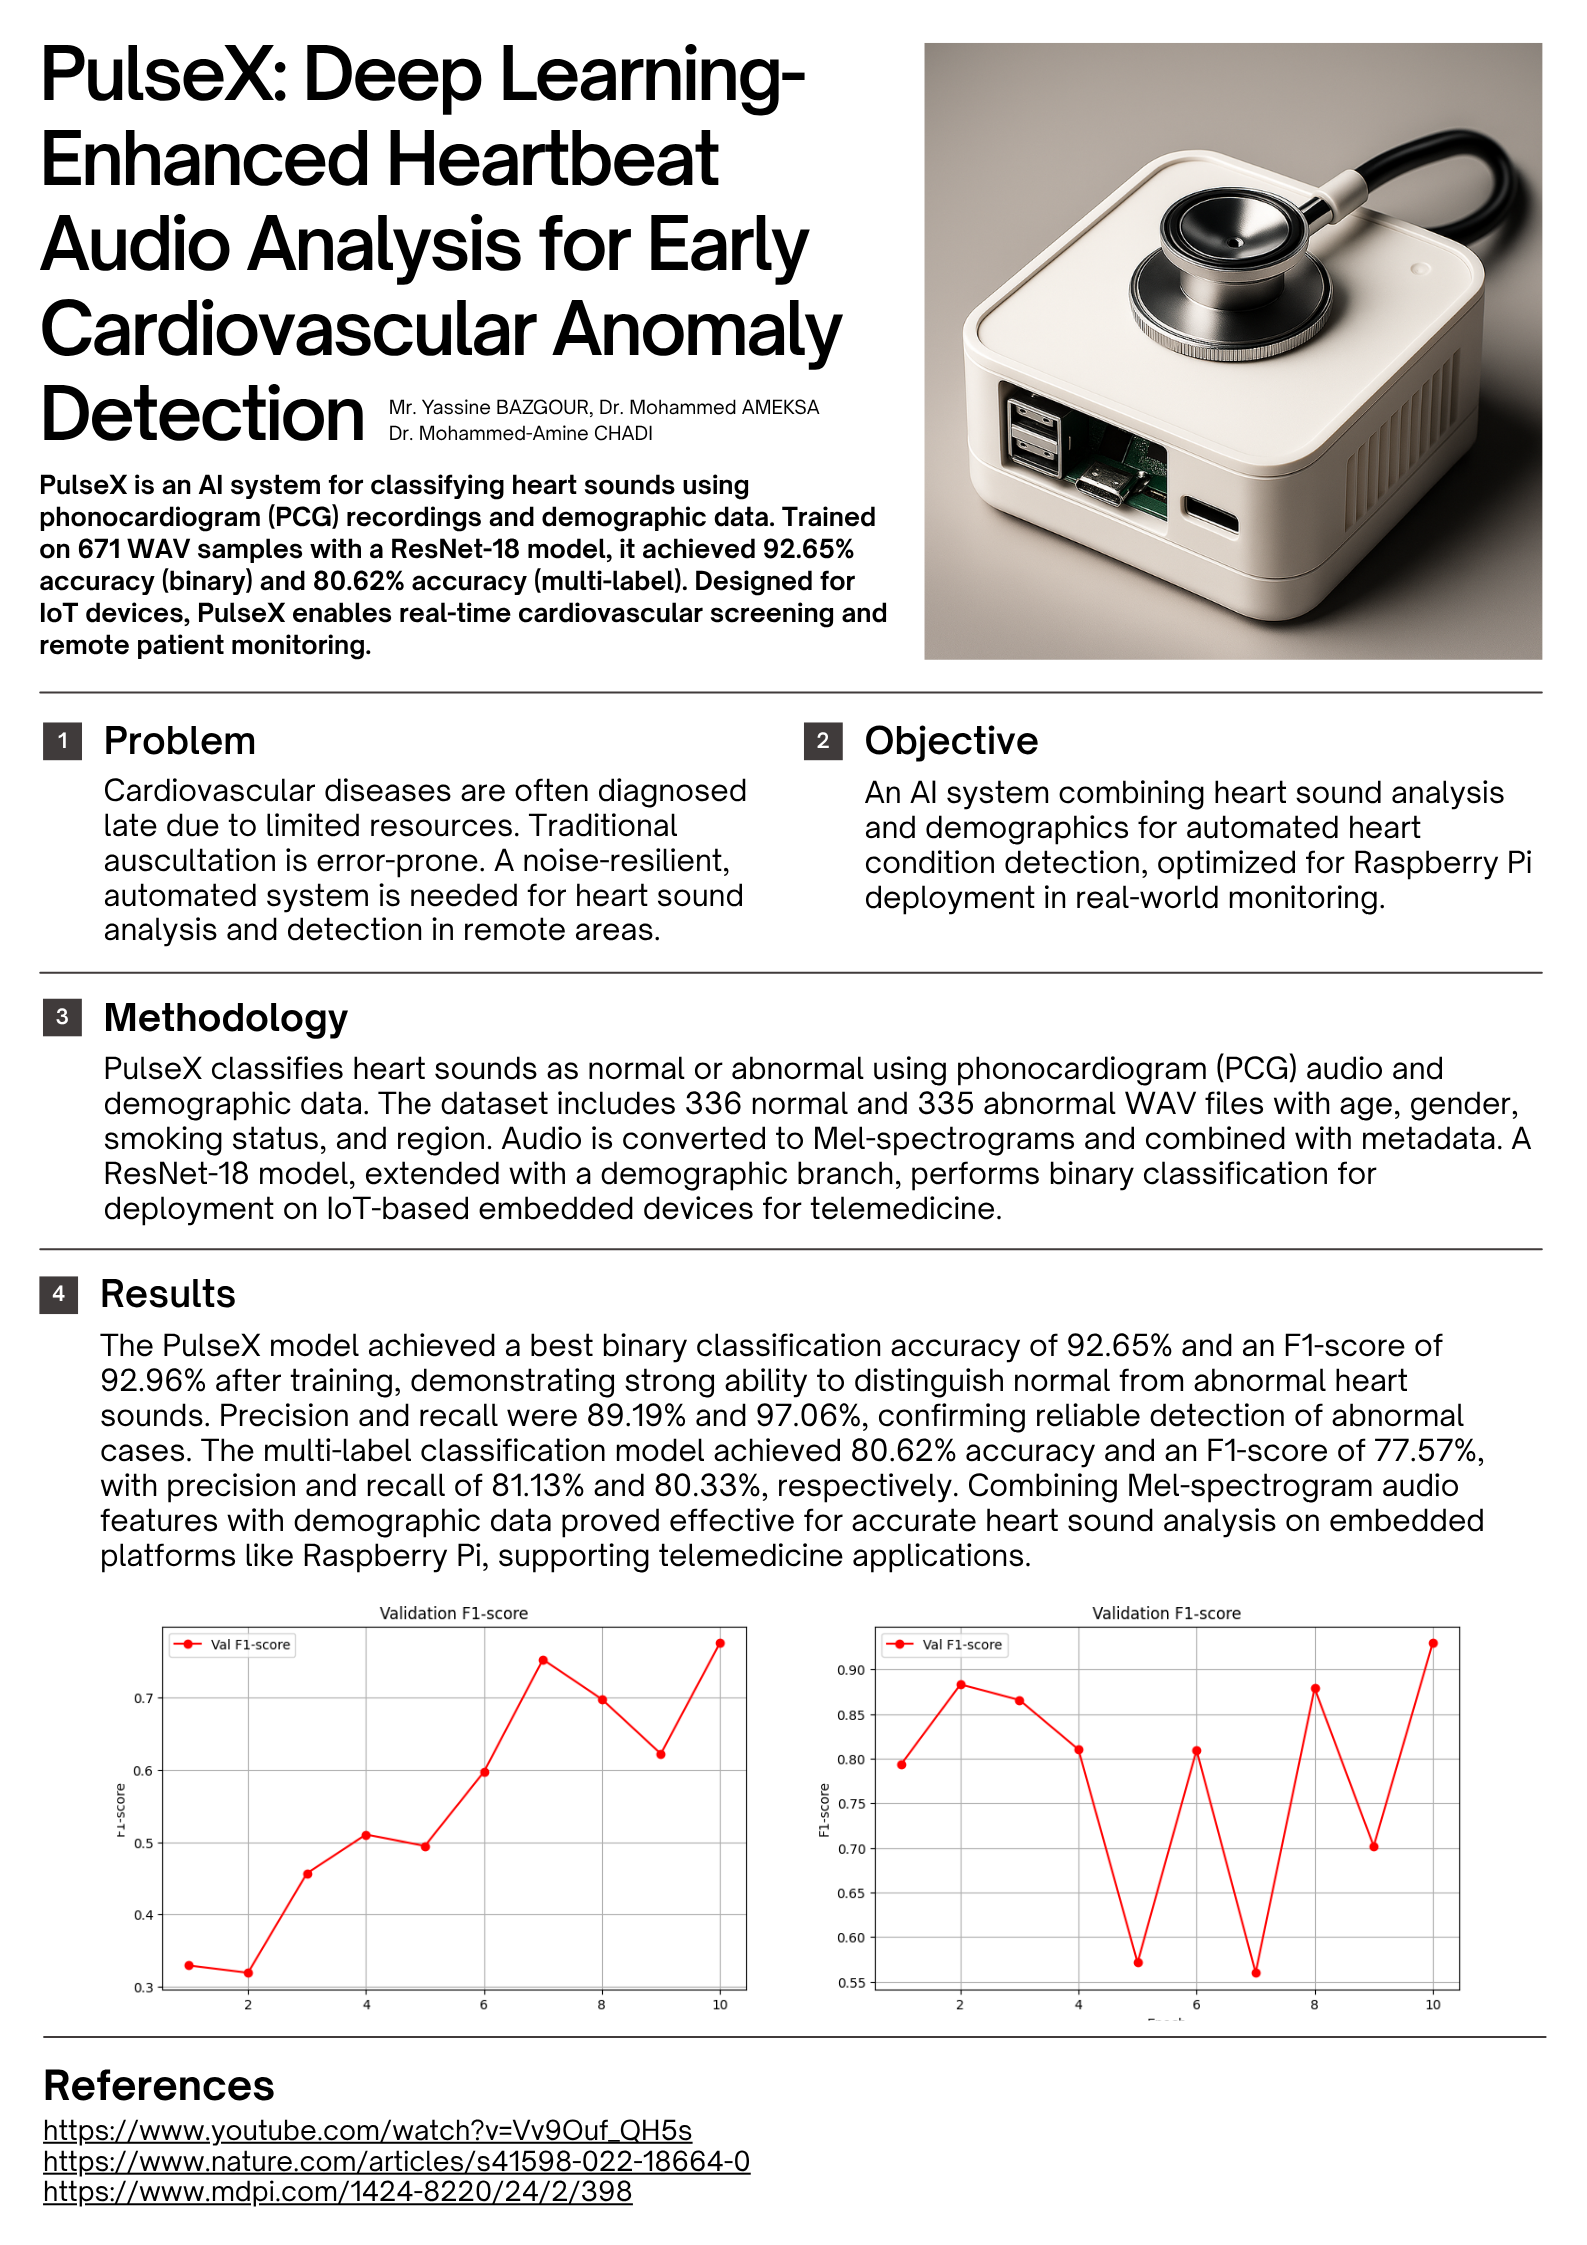 PulseX: Deep Learning-
Enhanced Heartbeat
Audio Analysis for Early
Cardiovascular Anomaly
Detection
Mr. Yassine BAZGOUR, Dr. Mohammed AMEKSA
Dr. Mohammed-Amine CHADI
PulseX is an AI system for classifying heart sounds using
phonocardiogram (PCG) recordings and demographic data. Trained
on 671 WAV samples with a ResNet-18 model, it achieved 92.65%
accuracy (binary) and 80.62% accuracy (multi-label). Designed for
IoT devices, PulseX enables real-time cardiovascular screening and
remote patient monitoring.
1 Problem
Cardiovascular diseases are often diagnosed
late due to limited resources. Traditional
auscultation is error-prone. A noise-resilient,
automated system is needed for heart sound
analysis and detection in remote areas.
2 Objective
An AI system combining heart sound analysis
and demographics for automated heart
condition detection, optimized for Raspberry Pi
deployment in real-world monitoring.
3 Methodology
PulseX classifies heart sounds as normal or abnormal using phonocardiogram (PCG) audio and
demographic data. The dataset includes 336 normal and 335 abnormal WAV files with age, gender,
smoking status, and region. Audio is converted to Mel-spectrograms and combined with metadata. A
ResNet-18 model, extended with a demographic branch, performs binary classification for
deployment on IoT-based embedded devices for telemedicine.
4 Results
The PulseX model achieved a best binary classification accuracy of 92.65% and an F1-score of
92.96% after training, demonstrating strong ability to distinguish normal from abnormal heart
sounds. Precision and recall were 89.19% and 97.06%, confirming reliable detection of abnormal
cases. The multi-label classification model achieved 80.62% accuracy and an F1-score of 77.57%,
with precision and recall of 81.13% and 80.33%, respectively. Combining Mel-spectrogram audio
features with demographic data proved effective for accurate heart sound analysis on embedded
platforms like Raspberry Pi, supporting telemedicine applications.
Validation F1-score
Val F1-score
0.7
0.6
0.5
0.4
0.3
F1-score
2 4 6 8 10
Validation F1-score
Val F1-score
0.90
0.85
0.80
0.75
0.70
0.65
0.60
0.55
F1-score
2 4 6 8 10
References
https://www.youtube.com/watch?v=Vv9Ouf_QH5s
https://www.nature.com/articles/s41598-022-18664-0
https://www.mdpi.com/1424-8220/24/2/398